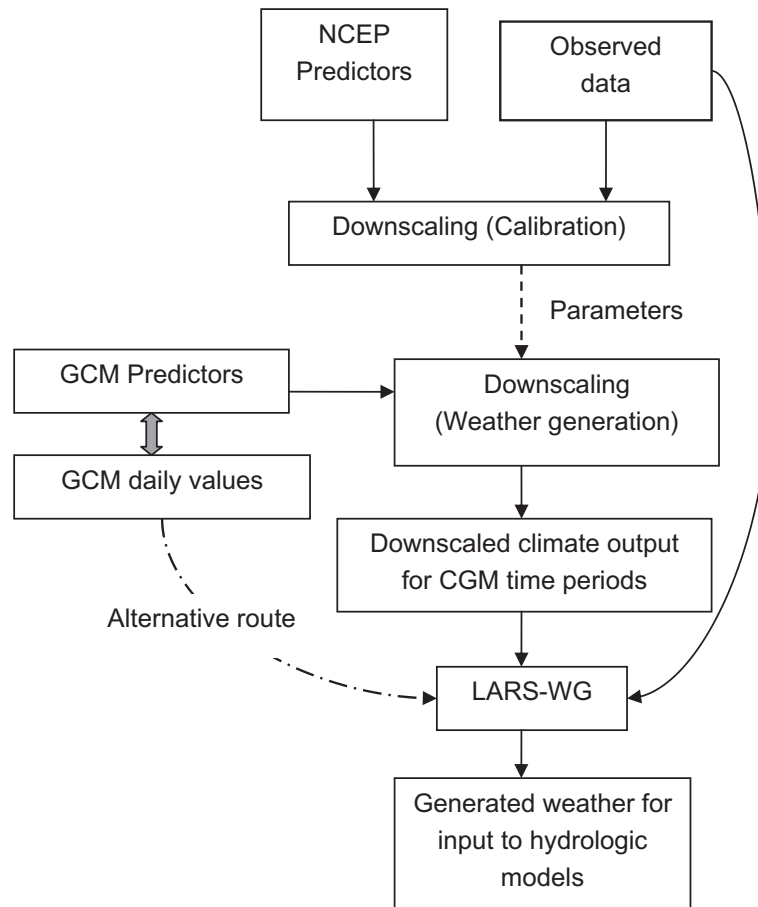 NCEP
Predictors
Observed
data
Downscaling (Calibration)
Parameters
GCM Predictors
Downscaling
(Weather generation)
GCM daily values
Downscaled climate output
for CGM time periods
Alternative route
LARS-WG
Generated weather for
input to hydrologic
models